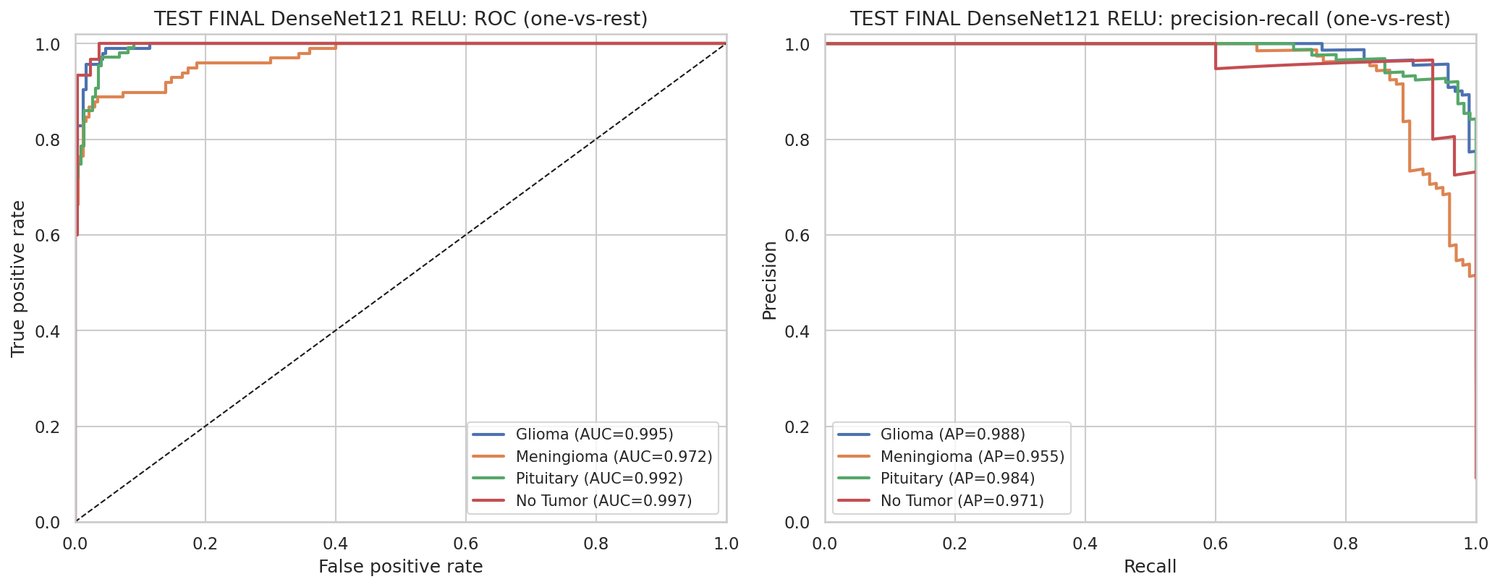 TEST FINAL DenseNet121 RELU: ROC (one-vs-rest)
1.0
0.8
0.6
0.4
0.2
0.0
True positive rate
0.0 0.2 0.4 0.6 0.8 1.0
False positive rate
Glioma (AUC=0.995)
Meningioma (AUC=0.972)
Pituitary (AUC=0.992)
No Tumor (AUC=0.997)
TEST FINAL DenseNet121 RELU: precision-recall (one-vs-rest)
1.0
0.8
0.6
0.4
0.2
0.0
Precision
0.0 0.2 0.4 0.6 0.8 1.0
Recall
Glioma (AP=0.988)
Meningioma (AP=0.955)
Pituitary (AP=0.984)
No Tumor (AP=0.971)